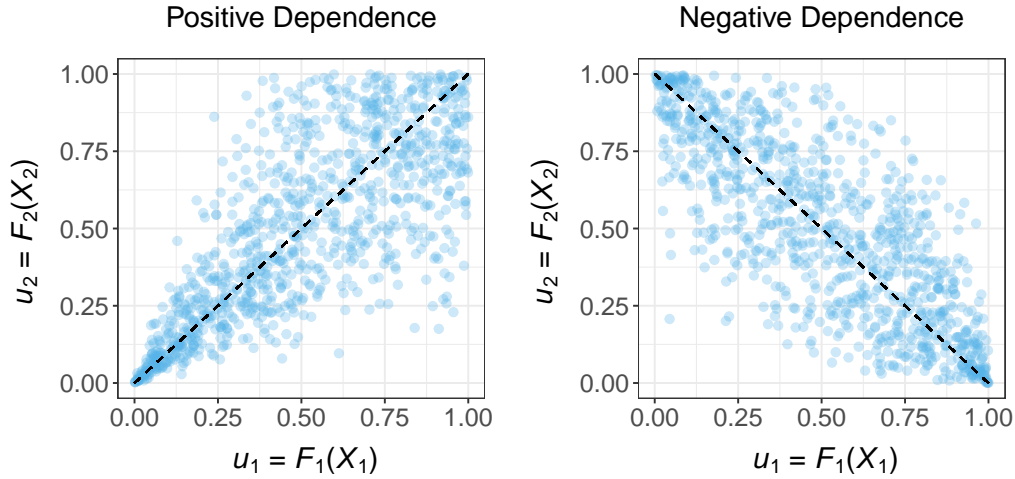 Positive Dependence
1.00
0.75
0.50
0.25
0.00
0.00 0.25 0.50 0.75 1.00
u₁ = F₁(X₁)
u₂ = F₂(X₂)
Negative Dependence
1.00
0.75
0.50
0.25
0.00
0.00 0.25 0.50 0.75 1.00
u₁ = F₁(X₁)
u₂ = F₂(X₂)